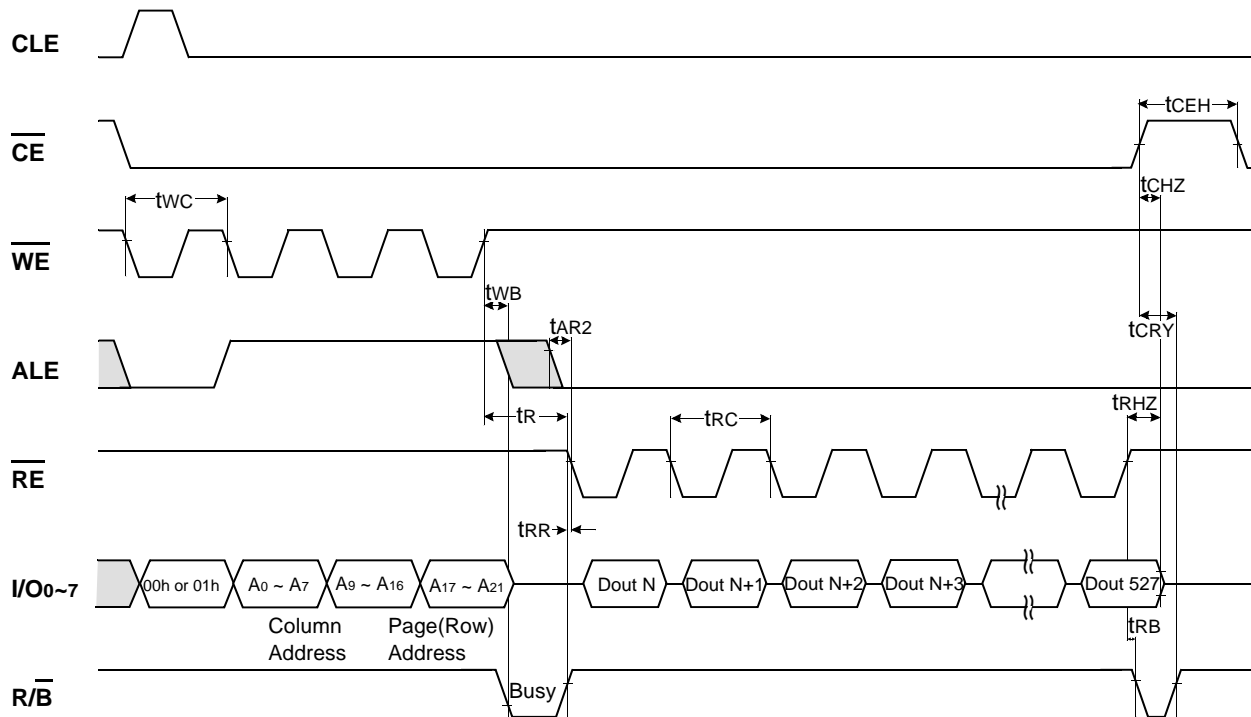 CLE
tCEH
CE
tCHZ
tWC
WE
tWB
tCRY
tAR2
ALE
tRHZ
tR
tRC
RE
tRR
I/O0~7
00h or 01h
A0 ~ A7
A9 ~ A16
A17 ~ A21
Dout N
Dout N+1
Dout N+2
Dout N+3
Dout 527
Column
Address
Page(Row)
Address
tRB
R/B
Busy